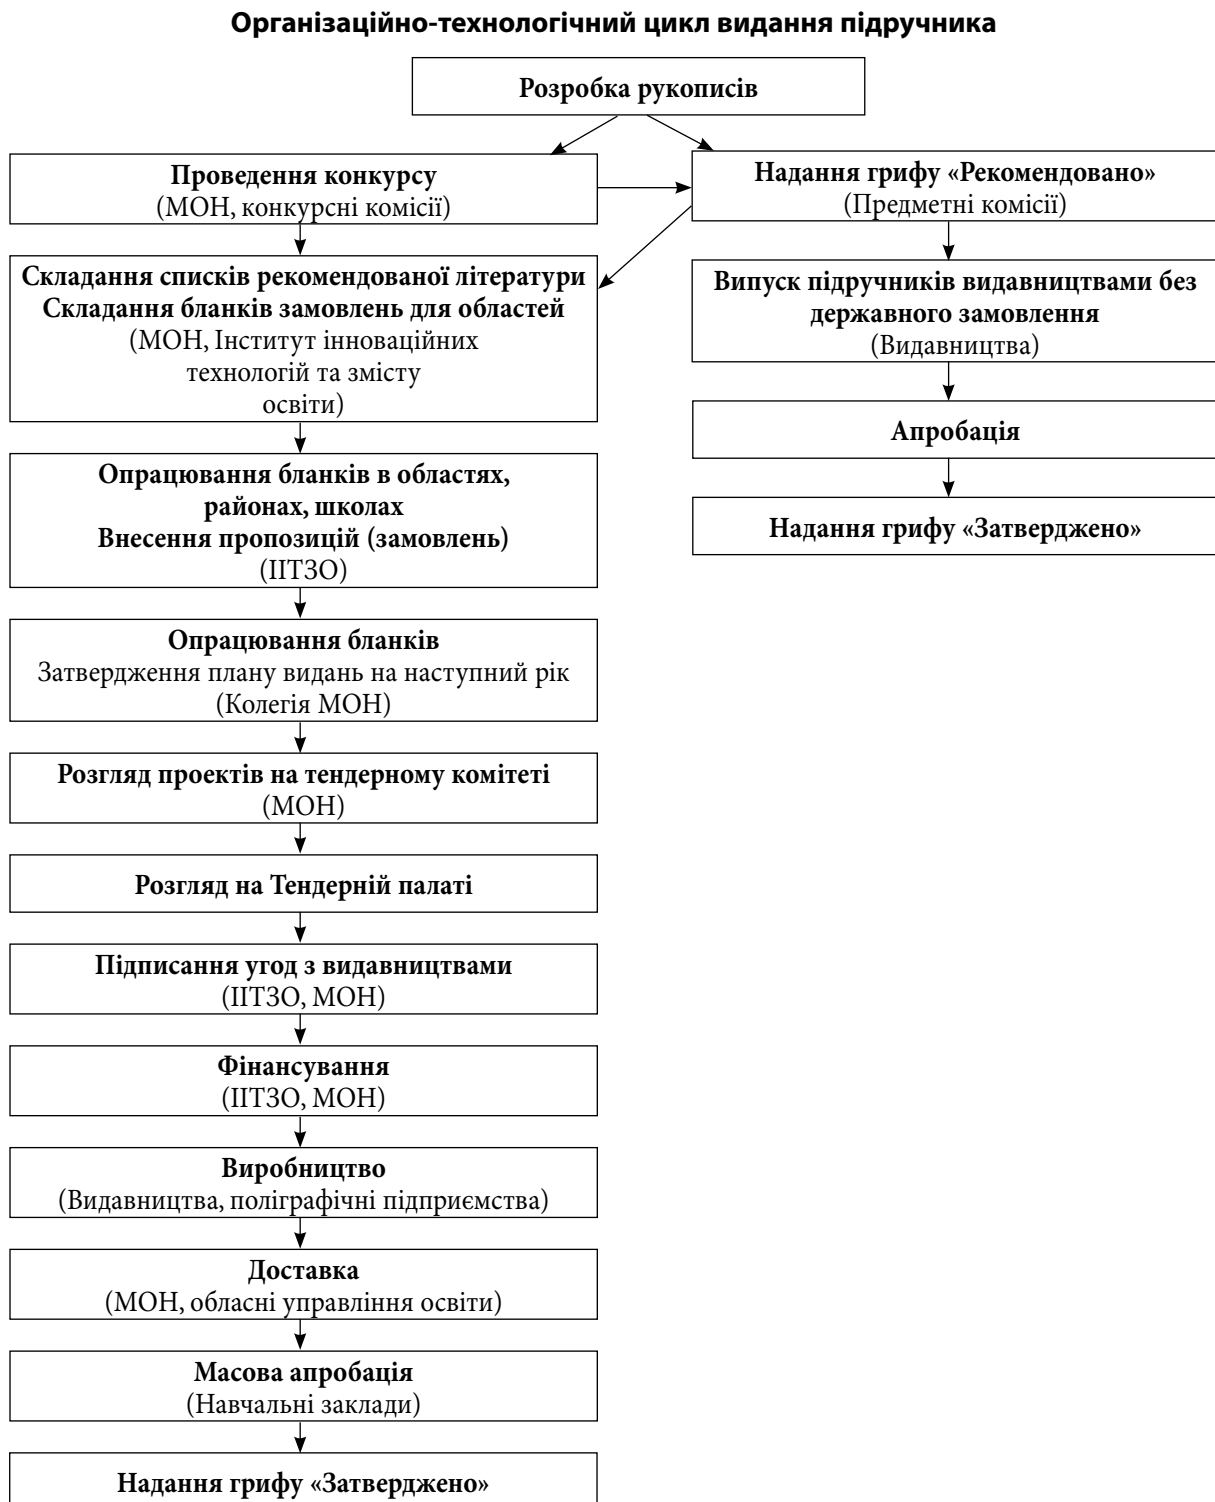 Організаційно-технологічний цикл видання підручника
Розробка рукописів
Проведення конкурсу
(МОН, конкурсні комісії)
Надання грифу «Рекомендовано»
(Предметні комісії)
Складання списків рекомендованої літератури
Складання бланків замовлень для областей
(МОН, Інститут інноваційних
технологій та змісту
освіти)
Випуск підручників видавництвами без
державного замовлення
(Видавництва)
Апробація
Надання грифу «Затверджено»
Опрацювання бланків в областях,
районах, школах
Внесення пропозицій (замовлень)
(ІІТЗО)
Опрацювання бланків
Затвердження плану видань на наступний рік
(Колегія МОН)
Розгляд проектів на тендерному комітеті
(МОН)
Розгляд на Тендерній палаті
Підписання угод з видавництвами
(ІІТЗО, МОН)
Фінансування
(ІІТЗО, МОН)
Виробництво
(Видавництва, поліграфічні підприємства)
Доставка
(МОН, обласні управління освіти)
Масова апробація
(Навчальні заклади)
Надання грифу «Затверджено»